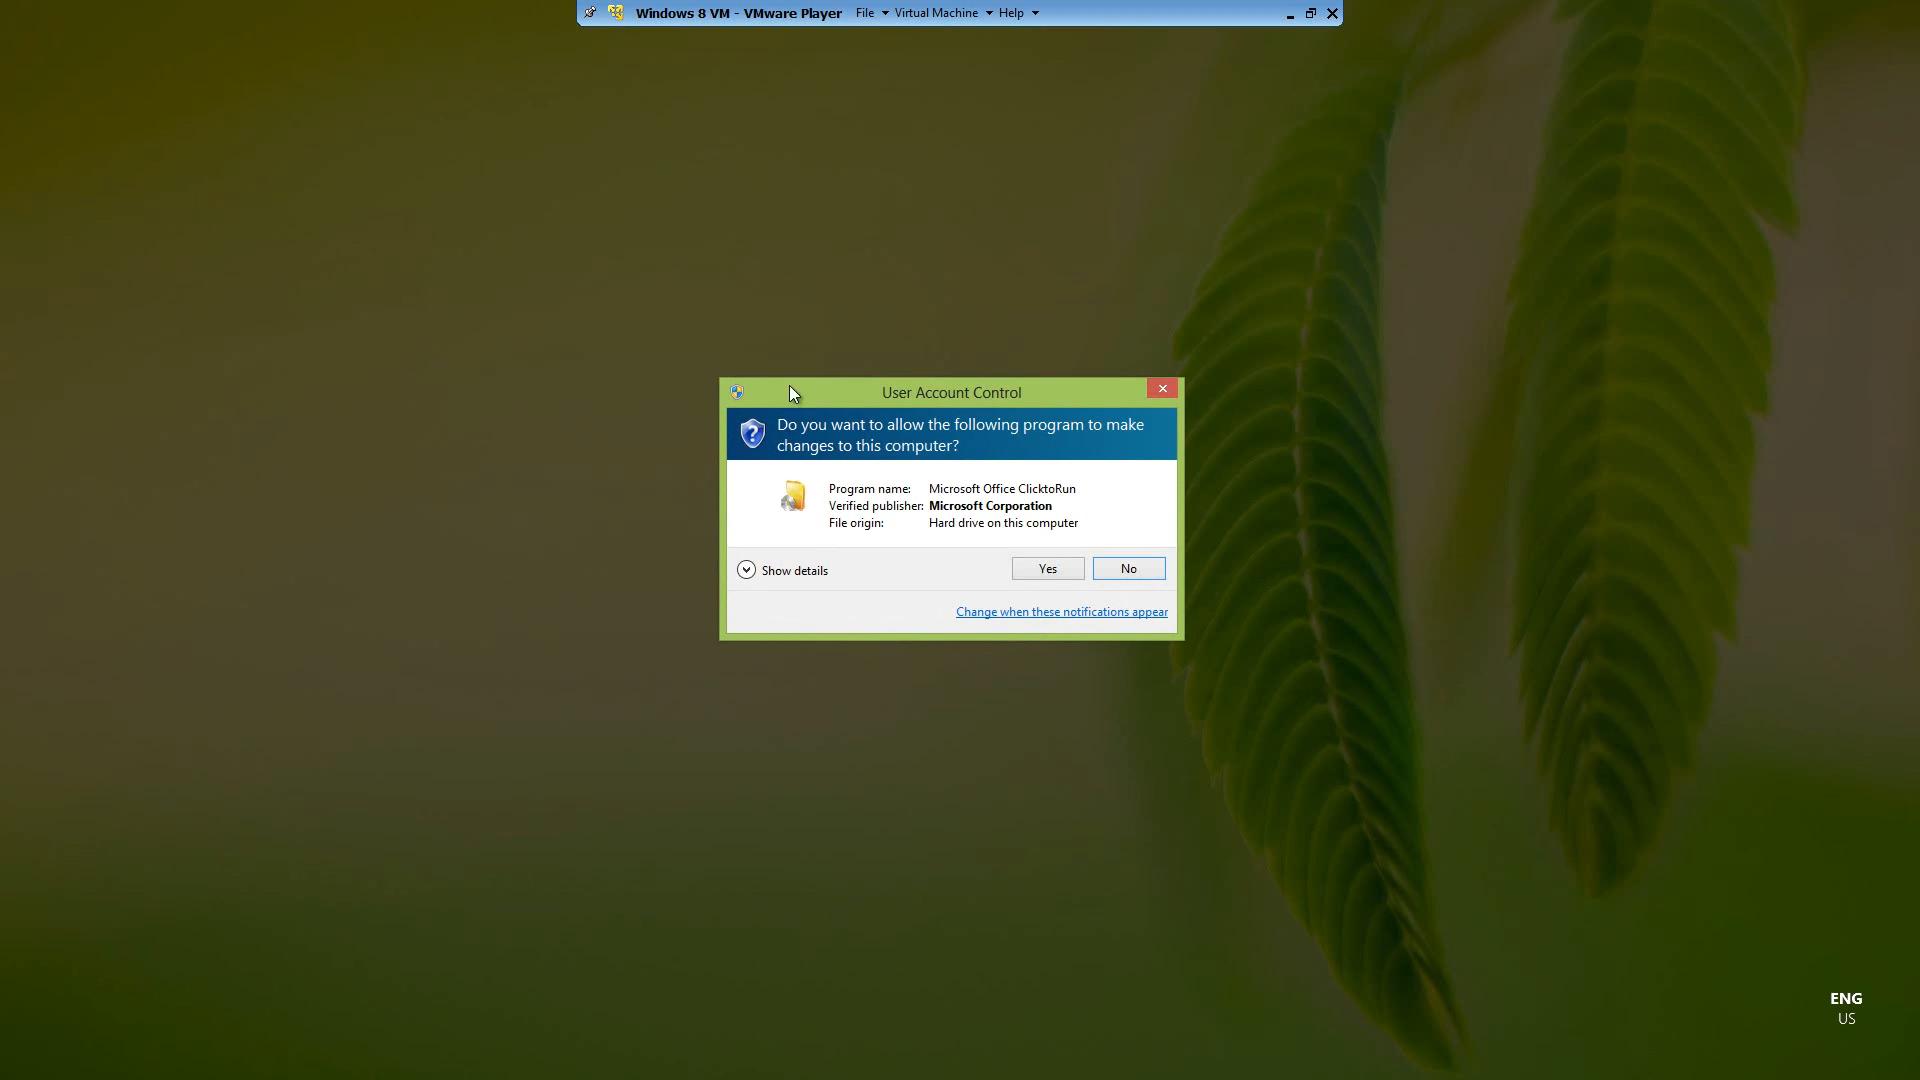 Windows 8 VM - VMware Player File Virtual Machine Help
User Account Control
Do you want to allow the following program to make
changes to this computer?
Program name: Microsoft Office ClicktoRun
Verified publisher: Microsoft Corporation
File origin: Hard drive on this computer
Show details Yes No
Change when these notifications appear
ENG
US